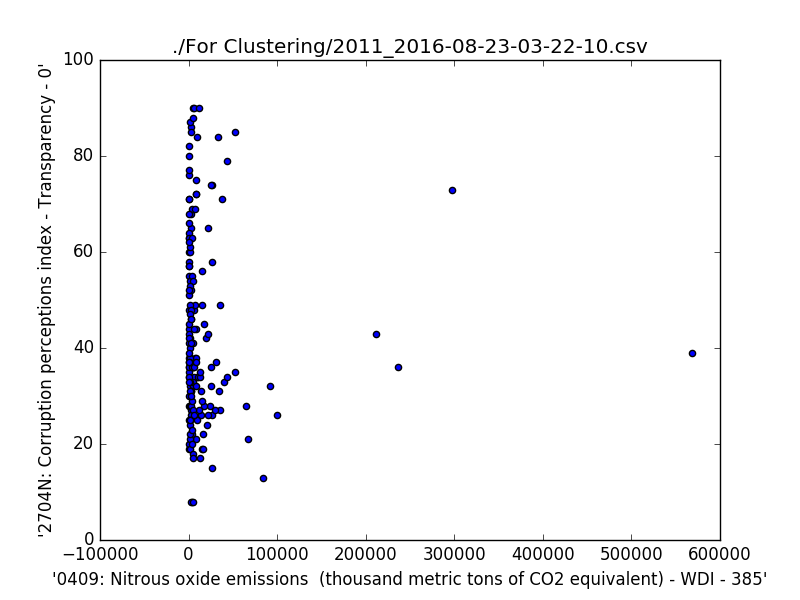 ./For Clustering/2011_2016-08-23-03-22-10.csv
'2704N: Corruption perceptions index - Transparency - 0'
100
80
60
40
20
0
−100000 0 100000 200000 300000 400000 500000 600000
'0409: Nitrous oxide emissions  (thousand metric tons of CO2 equivalent) - WDI - 385'